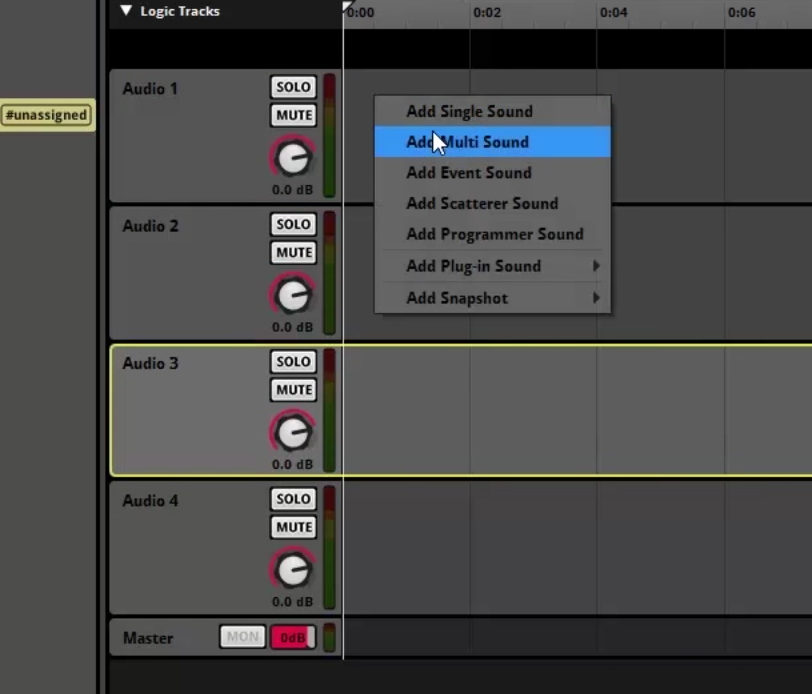 Logic Tracks
0:00 0:02 0:04 0:06
#unassigned
Audio 1
SOLO
MUTE
0.0 dB
Add Single Sound
Add Multi Sound
Add Event Sound
Add Scatterer Sound
Add Programmer Sound
Add Plug-in Sound
Add Snapshot
Audio 2
SOLO
MUTE
0.0 dB
Audio 3
SOLO
MUTE
0.0 dB
Audio 4
SOLO
MUTE
0.0 dB
Master MON 0dB